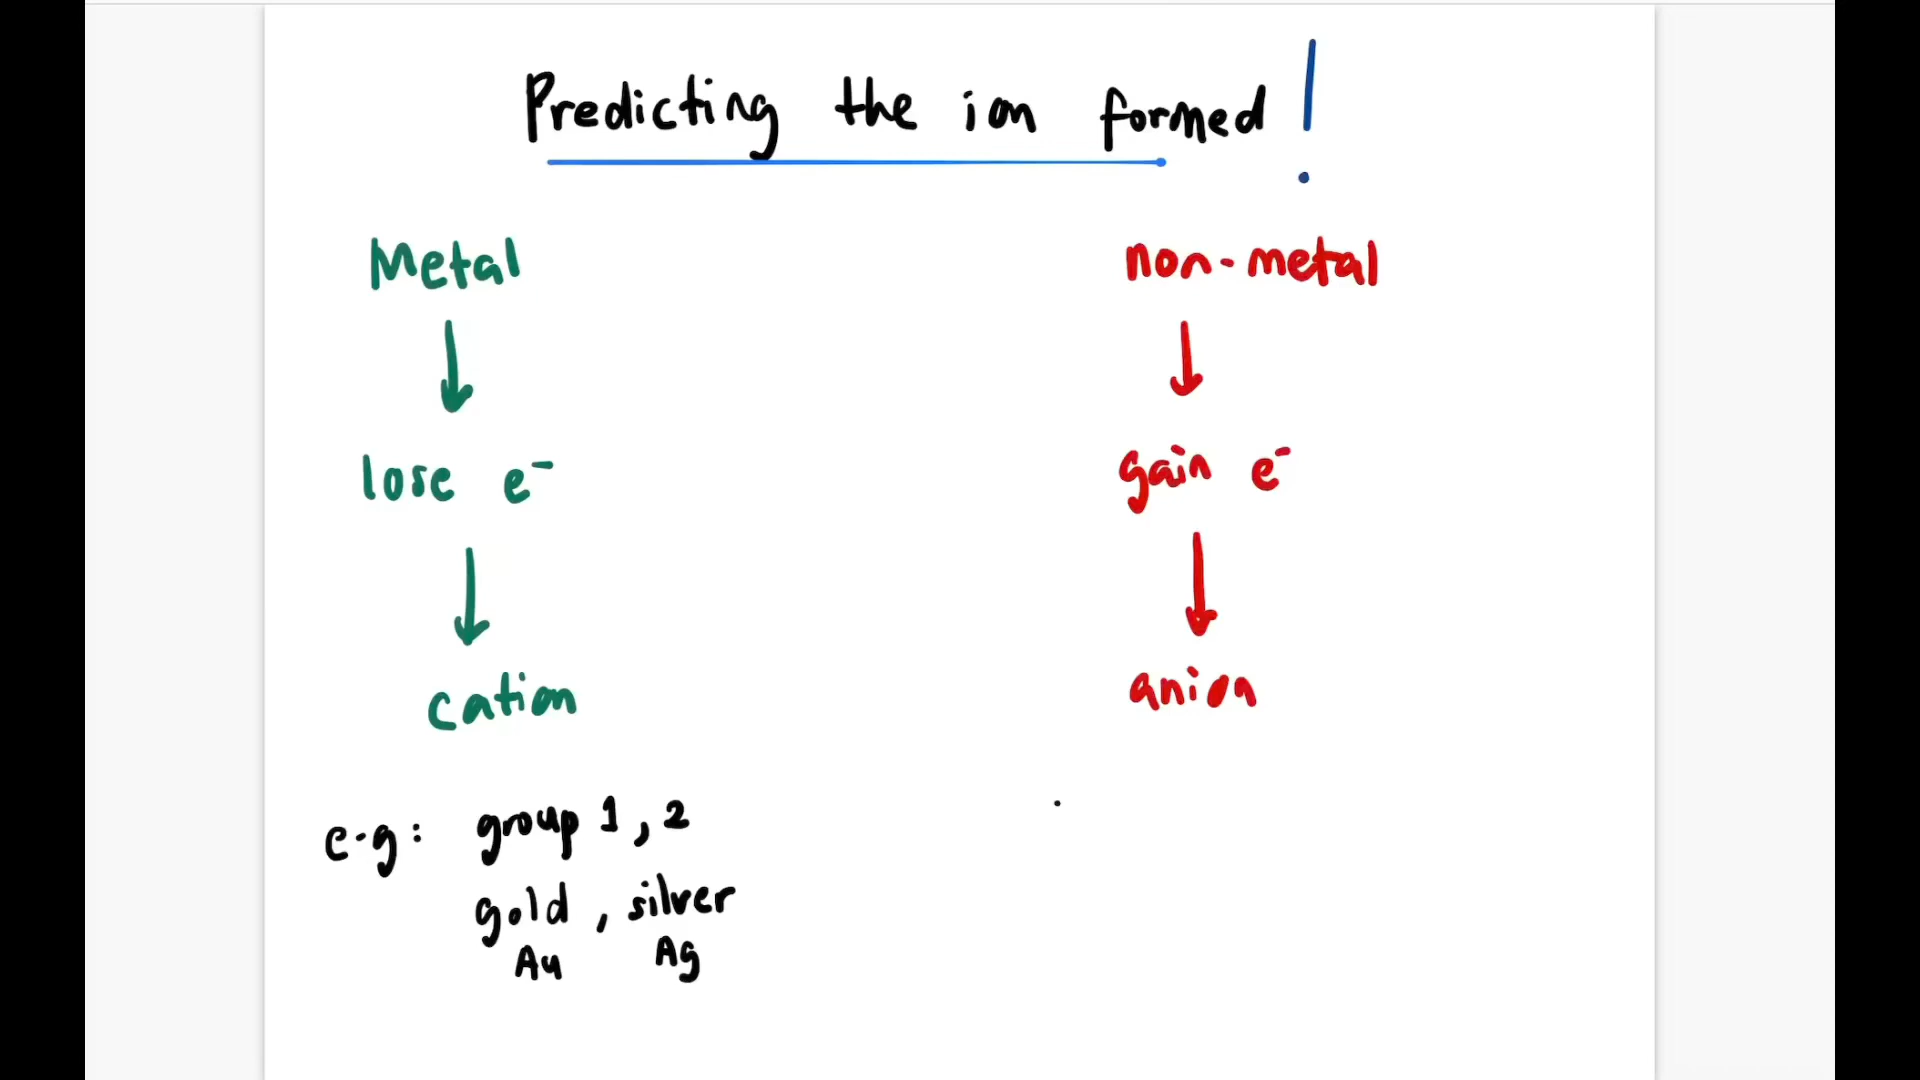 Predicting the ion formed!
Metal
non-metal
lose e⁻
gain e⁻
cation
anion
e.g: group 1, 2
gold, silver
Au Ag